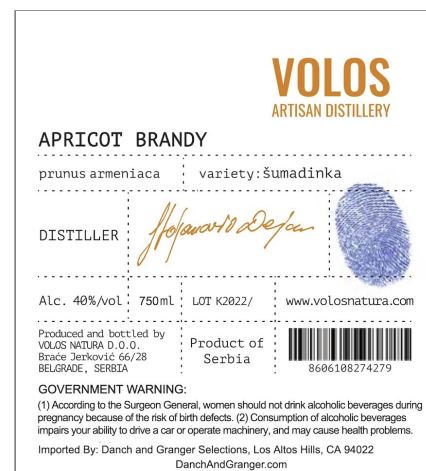 VOLOS
ARTISAN DISTILLERY
APRICOT BRANDY
prunus armeniaca
variety: šumadinka
DISTILLER
Alc. 40%/vol
750ml
LOT K2022/
www.volosnatura.com
Produced and bottled by
VOLOS NATURA D.O.O.
Braće Jerković 66/28
BELGRADE, SERBIA
Product of
Serbia
8606108274279
GOVERNMENT WARNING:
(1) According to the Surgeon General, women should not drink alcoholic beverages during
pregnancy because of the risk of birth defects. (2) Consumption of alcoholic beverages
impairs your ability to drive a car or operate machinery, and may cause health problems.
Imported By: Danch and Granger Selections, Los Altos Hills, CA 94022
DanchAndGranger.com